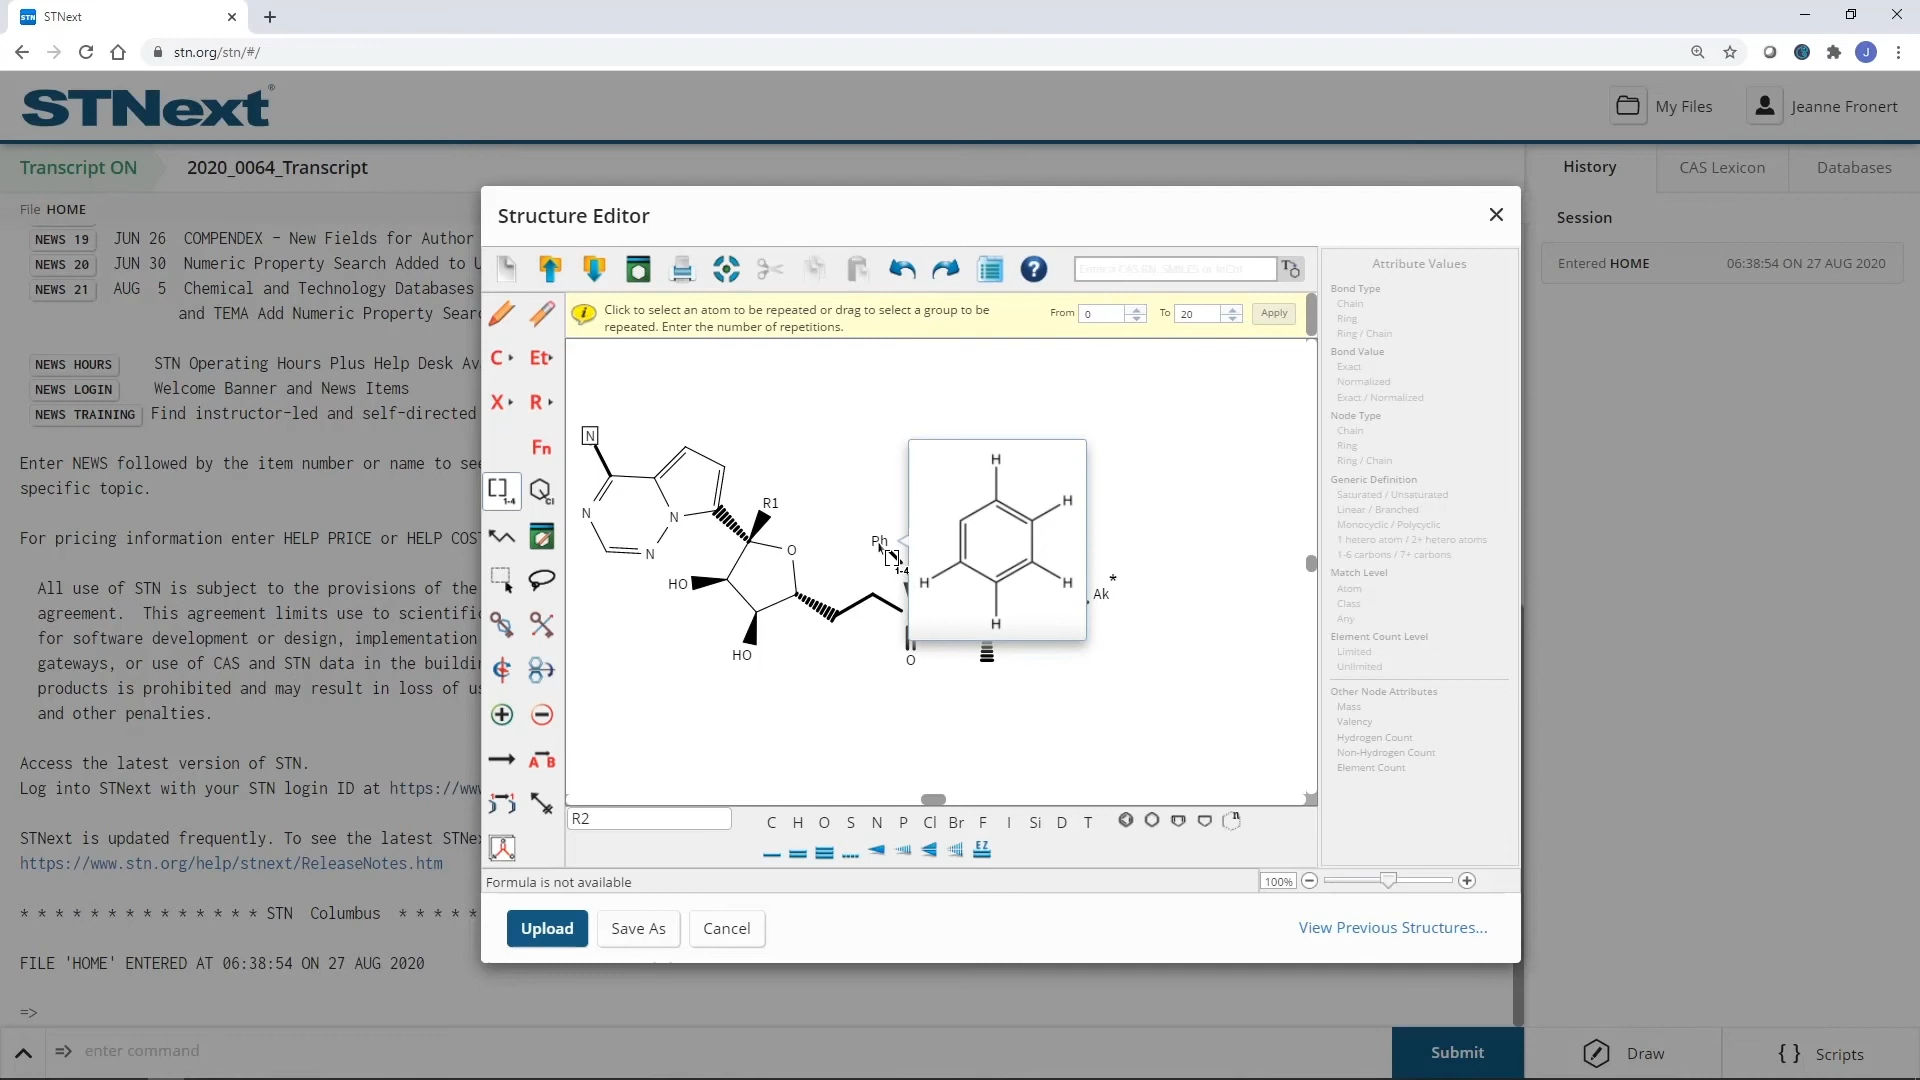 STN STNext
stn.org/stn/#/
J
STNext®
My Files
Jeanne Fronert
Transcript ON
2020_0064_Transcript
History
CAS Lexicon
Databases
File HOME
Session
Entered HOME 06:38:54 ON 27 AUG 2020
NEWS 19 JUN 26 COMPENDEX - New Fields for Author
NEWS 20 JUN 30 Numeric Property Search Added to
NEWS 21 AUG 5 Chemical and Technology Databases
and TEMA Add Numeric Property
NEWS HOURS STN Operating Hours Plus Help Desk
NEWS LOGIN Welcome Banner and News Items
NEWS TRAINING Find instructor-led and self-directed
Enter NEWS followed by the item number or name to
specific topic.
For pricing information enter HELP PRICE or HELP
All use of STN is subject to the provisions of the
agreement. This agreement limits use to
for software development or design, implementation
gateways, or use of CAS and STN data in the
products is prohibited and may result in loss of
and other penalties.
Access the latest version of STN.
Log into STNext with your STN login ID at
STNext is updated frequently. To see the latest
https://www.stn.org/help/stnext/ReleaseNotes.htm
* * * * * * * * * * * * * * STN Columbus * * * * *
FILE 'HOME' ENTERED AT 06:38:54 ON 27 AUG 2020
=>
enter command
Submit
Draw
{ } Scripts
Structure Editor
Enter a CAS RN, SMILES or InChI
Click to select an atom to be repeated or drag to select a group to be
repeated. Enter the number of repetitions.
From 0 To 20 Apply
C Et
X R
Fn
[ ] 1-4
Cl
A B
1 1
N
N
N
N
R1
O
HO
HO
Ph
1-4
O
Ak *
H
H
H
H
H
R2
C H O S N P Cl Br F I Si D T
n
EZ
Formula is not available
100%
Upload
Save As
Cancel
View Previous Structures...
Attribute Values
Bond Type
Chain
Ring
Ring / Chain
Bond Value
Exact
Normalized
Exact / Normalized
Node Type
Chain
Ring
Ring / Chain
Generic Definition
Saturated / Unsaturated
Linear / Branched
Monocyclic / Polycyclic
1 hetero atom / 2+ hetero atoms
1-6 carbons / 7+ carbons
Match Level
Atom
Class
Any
Element Count Level
Limited
Unlimited
Other Node Attributes
Mass
Valency
Hydrogen Count
Non-Hydrogen Count
Element Count